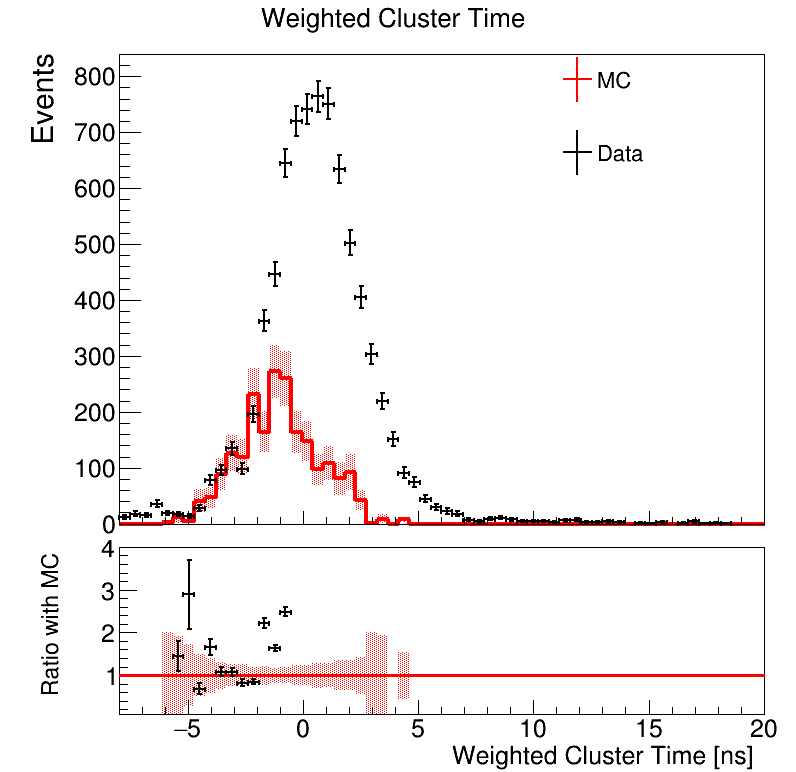 Weighted Cluster Time
Events
800
700
600
500
400
300
200
100
0
MC
Data
Ratio with MC
4
3
2
1
−5 0 5 10 15 20
Weighted Cluster Time [ns]